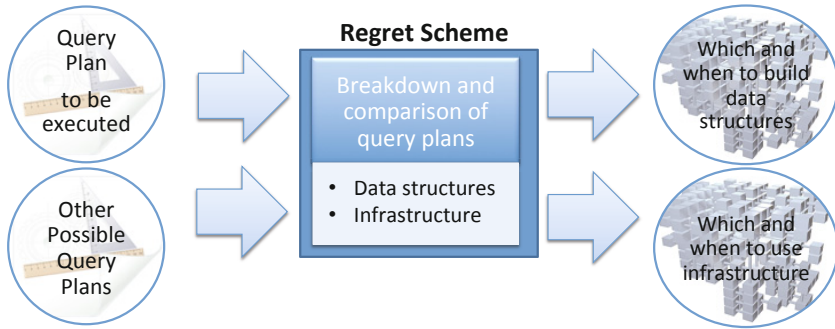 Query
Plan
to be
executed
Other
Possible
Query
Plans
Regret Scheme
Breakdown and
comparison of
query plans
• Data structures
• Infrastructure
Which and
when to build
data
structures
Which and
when to use
infrastructure